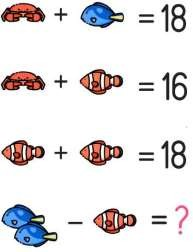 + = 18
+ = 16
+ = 18
- = ?